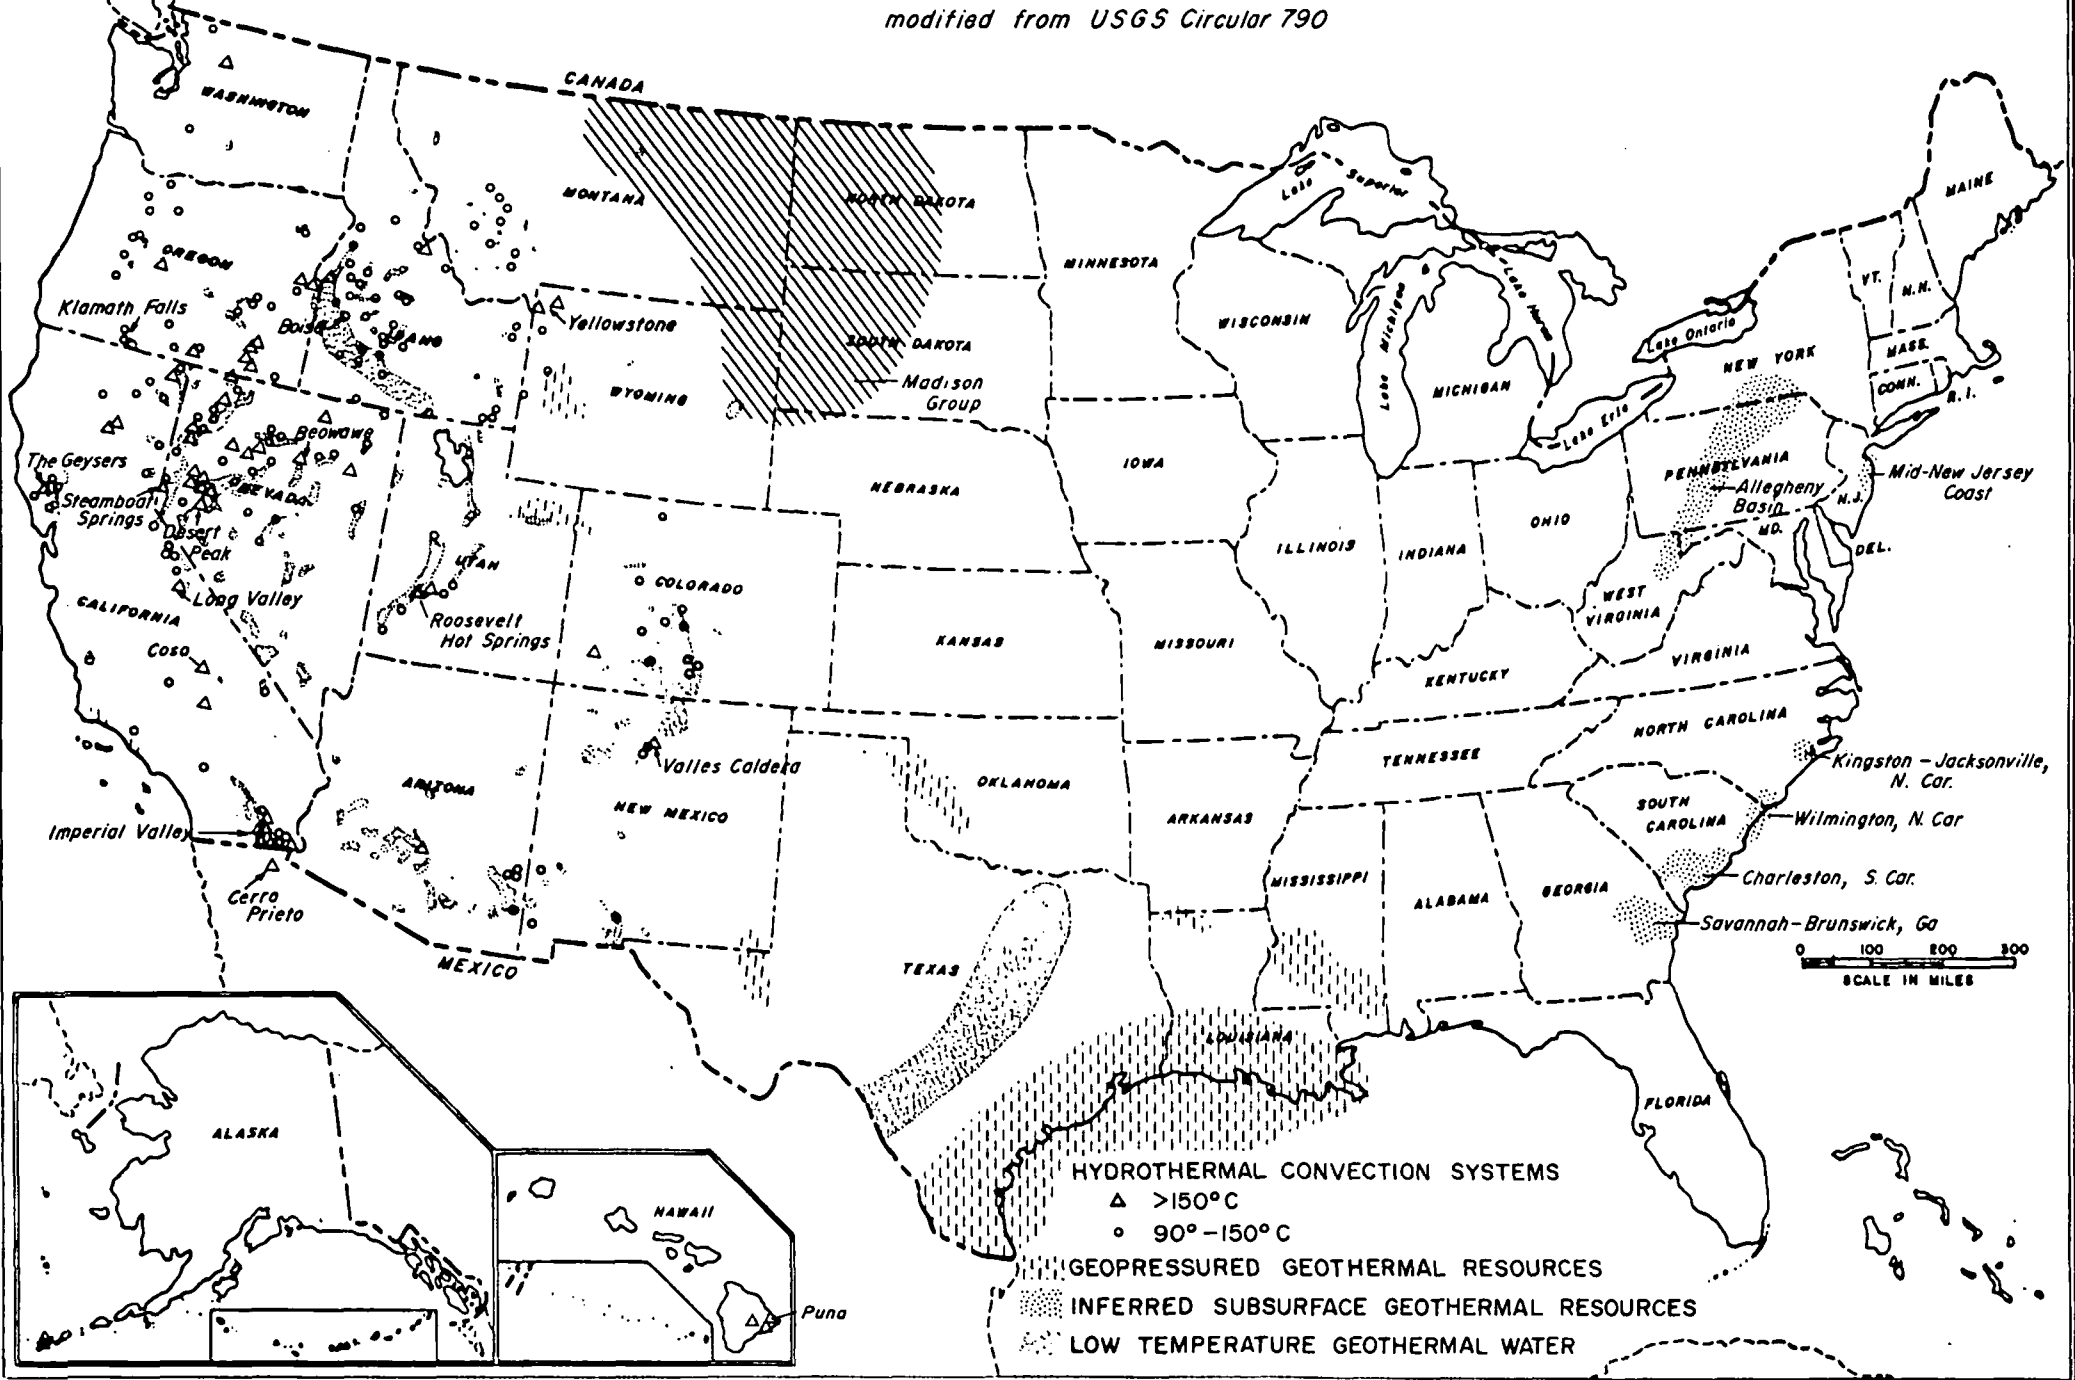 modified from USGS Circular 790
CANADA
WASHINGTON
MONTANA
NORTH DAKOTA
MINNESOTA
Lake Superior
MAINE
OREGON
Klamath Falls
Boise
IDAHO
Yellowstone
WYOMING
SOUTH DAKOTA
Madison
Group
WISCONSIN
Lake Michigan
Lake Huron
MICHIGAN
Lake Ontario
Lake Erie
NEW YORK
VT.
N.H.
MASS.
CONN.
R.I.
The Geysers
Steamboat
Springs
Beowawe
NEVADA
Desert
Peak
Long Valley
CALIFORNIA
Coso
UTAH
Roosevelt
Hot Springs
COLORADO
NEBRASKA
KANSAS
IOWA
MISSOURI
ILLINOIS
INDIANA
OHIO
PENNSYLVANIA
Allegheny
Basin
N.J.
Mid-New Jersey
Coast
MD.
DEL.
WEST
VIRGINIA
VIRGINIA
KENTUCKY
TENNESSEE
NORTH CAROLINA
Kingston - Jacksonville,
N. Car.
SOUTH
CAROLINA
Wilmington, N. Car
Charleston, S. Car.
Savannah-Brunswick, Ga
0 100 200 300
SCALE IN MILES
Imperial Valley
Cerro
Prieto
ARIZONA
Valles Caldera
NEW MEXICO
OKLAHOMA
ARKANSAS
MISSISSIPPI
ALABAMA
GEORGIA
MEXICO
TEXAS
LOUISIANA
FLORIDA
ALASKA
HAWAII
Puna
HYDROTHERMAL CONVECTION SYSTEMS
>150°C
90°-150°C
GEOPRESSURED GEOTHERMAL RESOURCES
INFERRED SUBSURFACE GEOTHERMAL RESOURCES
LOW TEMPERATURE GEOTHERMAL WATER